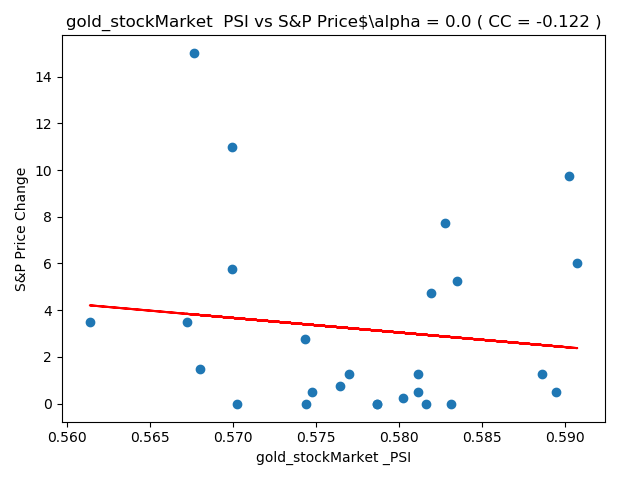 gold_stockMarket  PSI vs S&P Price$\alpha = 0.0 ( CC = -0.122 )
14
12
10
8
6
4
2
0
S&P Price Change
0.560 0.565 0.570 0.575 0.580 0.585 0.590
gold_stockMarket _PSI